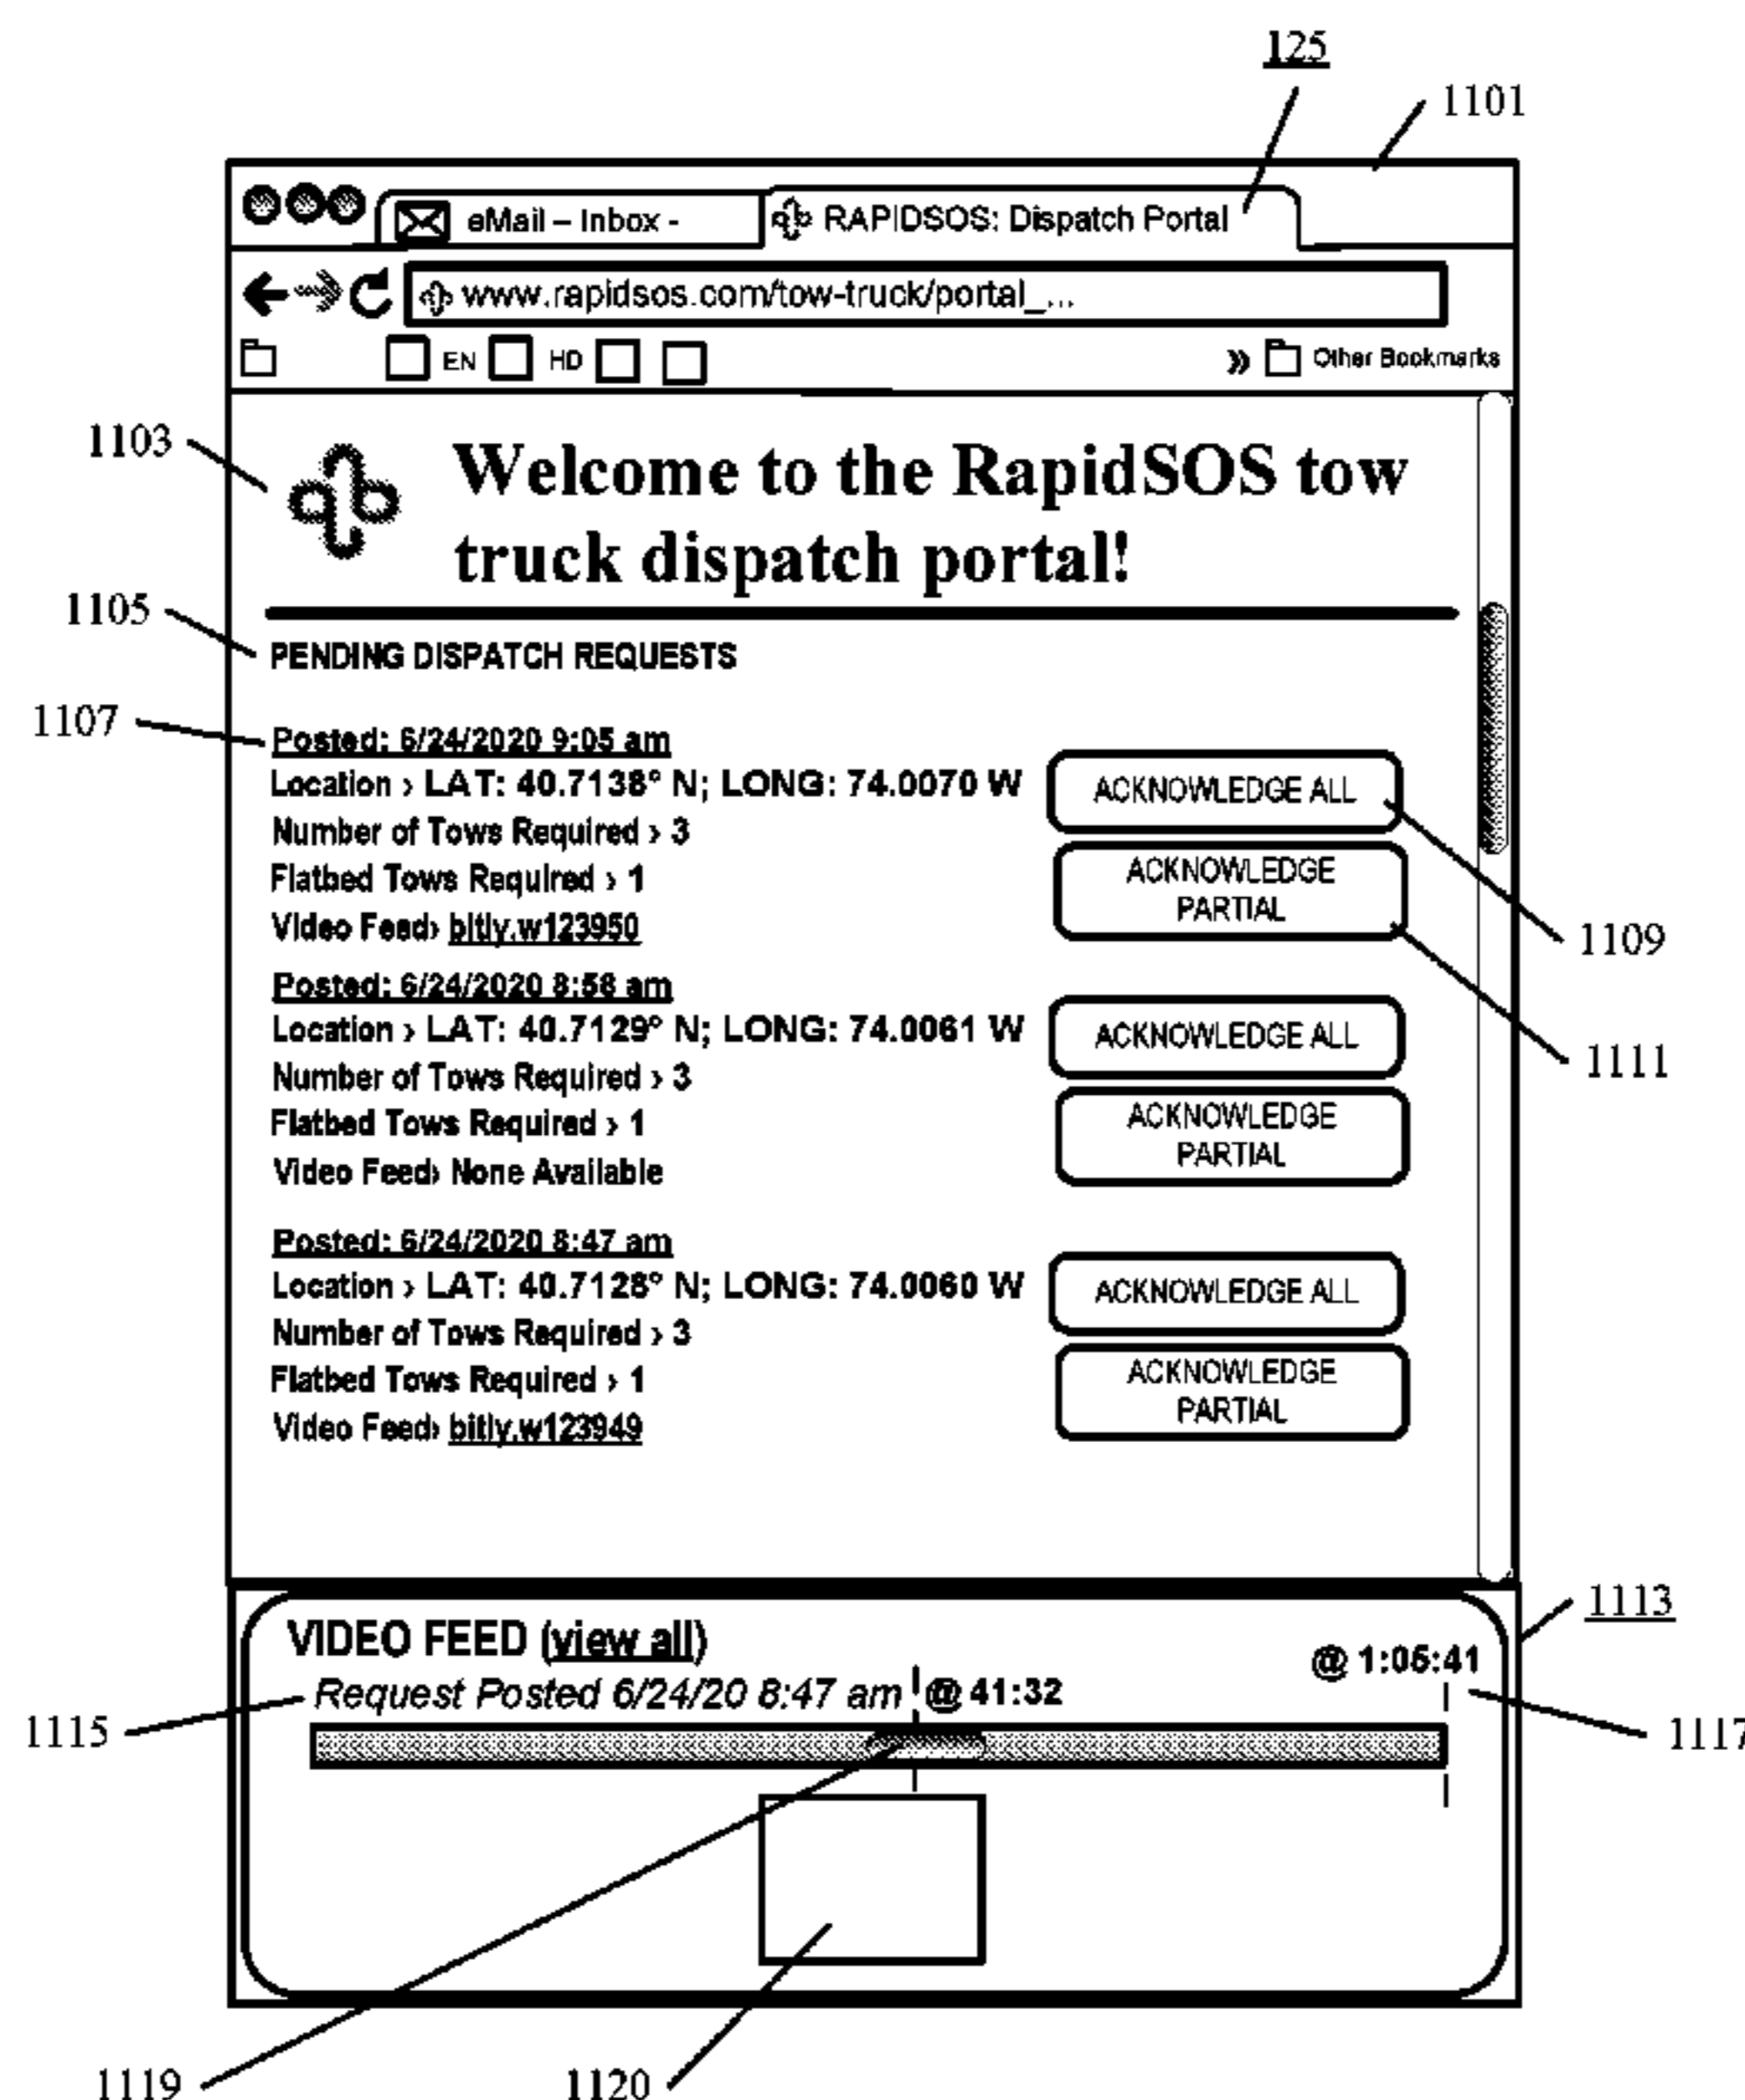 125
1101
eMail – Inbox -
RAPIDSOS: Dispatch Portal
www.rapidsos.com/tow-truck/portal_...
EN
HD
» Other Bookmarks
1103
Welcome to the RapidSOS tow
truck dispatch portal!
1105
PENDING DISPATCH REQUESTS
1107
Posted: 6/24/2020 9:05 am
Location › LAT: 40.7138° N; LONG: 74.0070 W
ACKNOWLEDGE ALL
Number of Tows Required › 3
Flatbed Tows Required › 1
ACKNOWLEDGE
PARTIAL
Video Feed› bitly.w123950
1109
Posted: 6/24/2020 8:58 am
Location › LAT: 40.7129° N; LONG: 74.0061 W
ACKNOWLEDGE ALL
1111
Number of Tows Required › 3
Flatbed Tows Required › 1
ACKNOWLEDGE
PARTIAL
Video Feed› None Available
Posted: 6/24/2020 8:47 am
Location › LAT: 40.7128° N; LONG: 74.0060 W
ACKNOWLEDGE ALL
Number of Tows Required › 3
Flatbed Tows Required › 1
ACKNOWLEDGE
PARTIAL
Video Feed› bitly.w123949
1113
VIDEO FEED (view all)
@ 1:05:41
1115
Request Posted 6/24/20 8:47 am
@ 41:32
1117
1119
1120